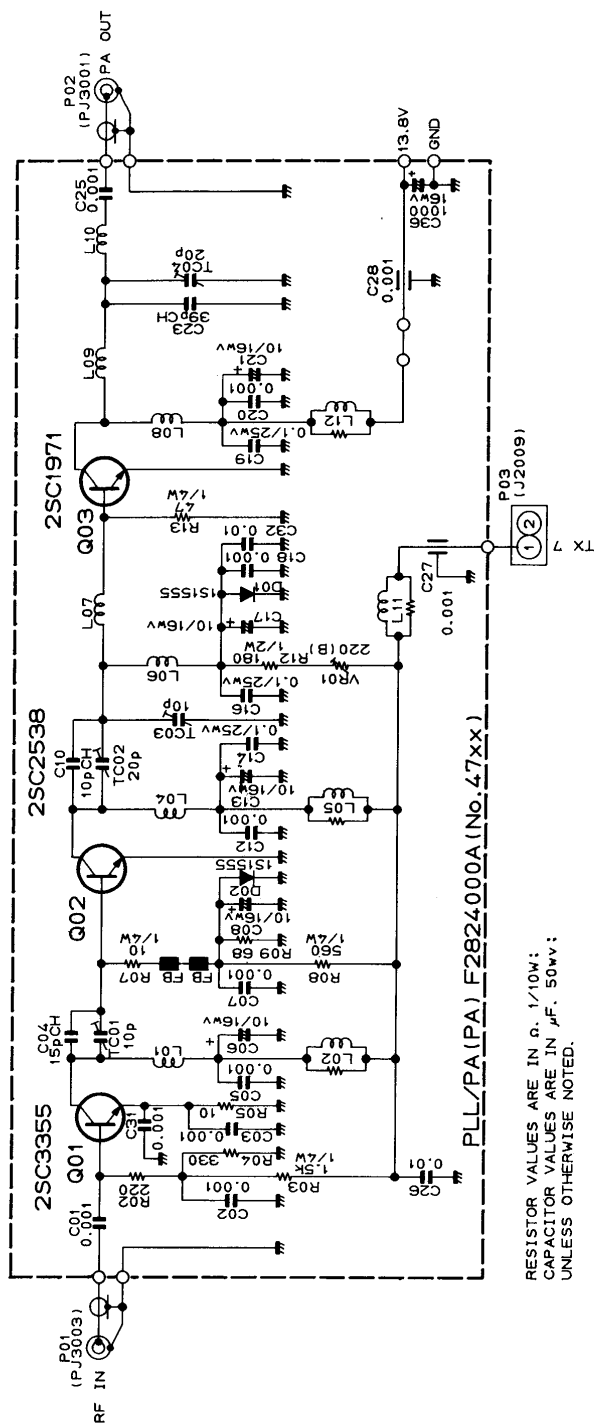 RF IN
P01
(PJ3003)
C01
0.001
2SC3355
Q01
R02
220
C02
0.001
330
R04
R03
1.5K
1/4W
C31
0.001
C03
0.001
10
R05
C04
15pCH
TC01
10p
L01
C05
0.001
C06
10/16wv
L02
C26
0.01
R07
10
1/4W
FB
FB
C07
0.001
R09 68
C08
10/16wv
D02
1S1555
R08
560
1/4W
Q02
2SC2538
C10
10pCH
TC02
20p
L04
C12
0.001
C13
10/16wv
C14
0.1/25wv
L05
TC03
10p
L06
C16
0.1/25wv
C17
10/16wv
D01
1S1555
C18 0.001
C32 0.01
180
R12
1/2W
VR01
220(B)
L07
R13
47
1/4W
Q03
2SC1971
L08
C19
0.1/25wv
C20
0.001
C21
10/16wv
L12
L09
C23
39pCH
TC04
20p
L10
C25
0.001
P02
(PJ3001)
PA OUT
13.8V
GND
C36
1000
16wv
C28
0.001
L11
C27
0.001
P03
(J2009)
1 2
TX 7
PLL/PA(PA) F2824000A(No.47xx)
RESISTOR VALUES ARE IN Ω. 1/10W;
CAPACITOR VALUES ARE IN μF. 50wv;
UNLESS OTHERWISE NOTED.